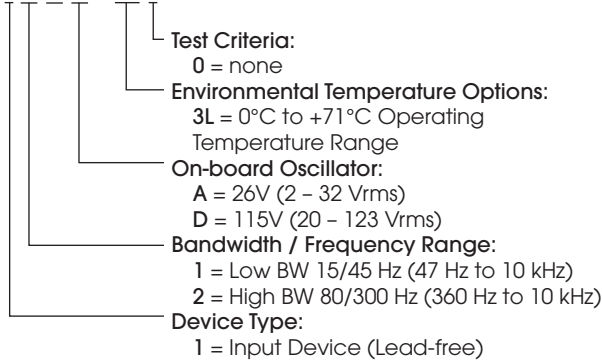 Test Criteria:
0 = none
Environmental Temperature Options:
3L = 0°C to +71°C Operating
Temperature Range
On-board Oscillator:
A = 26V (2 – 32 Vrms)
D = 115V (20 – 123 Vrms)
Bandwidth / Frequency Range:
1 = Low BW 15/45 Hz (47 Hz to 10 kHz)
2 = High BW 80/300 Hz (360 Hz to 10 kHz)
Device Type:
1 = Input Device (Lead-free)